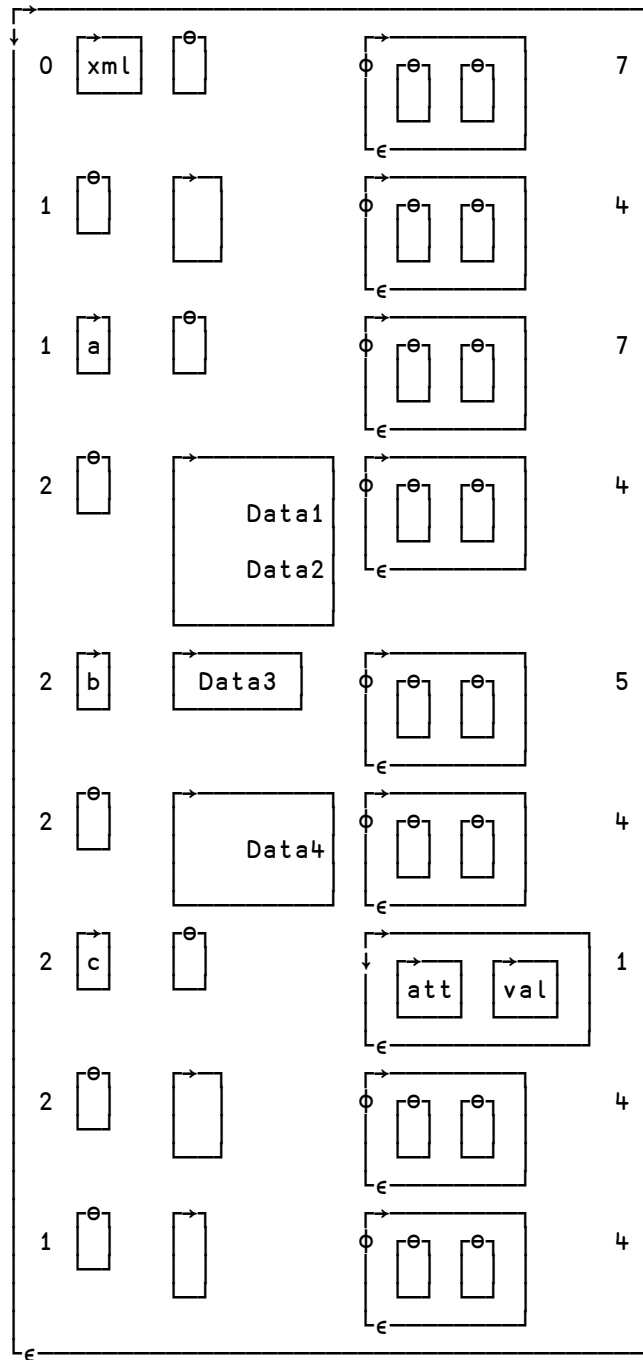 0 xml 7
1 4
1 a 7
2 4
Data1
Data2
2 b Data3 5
2 4
Data4
2 c 1
att val
2 4
1 4